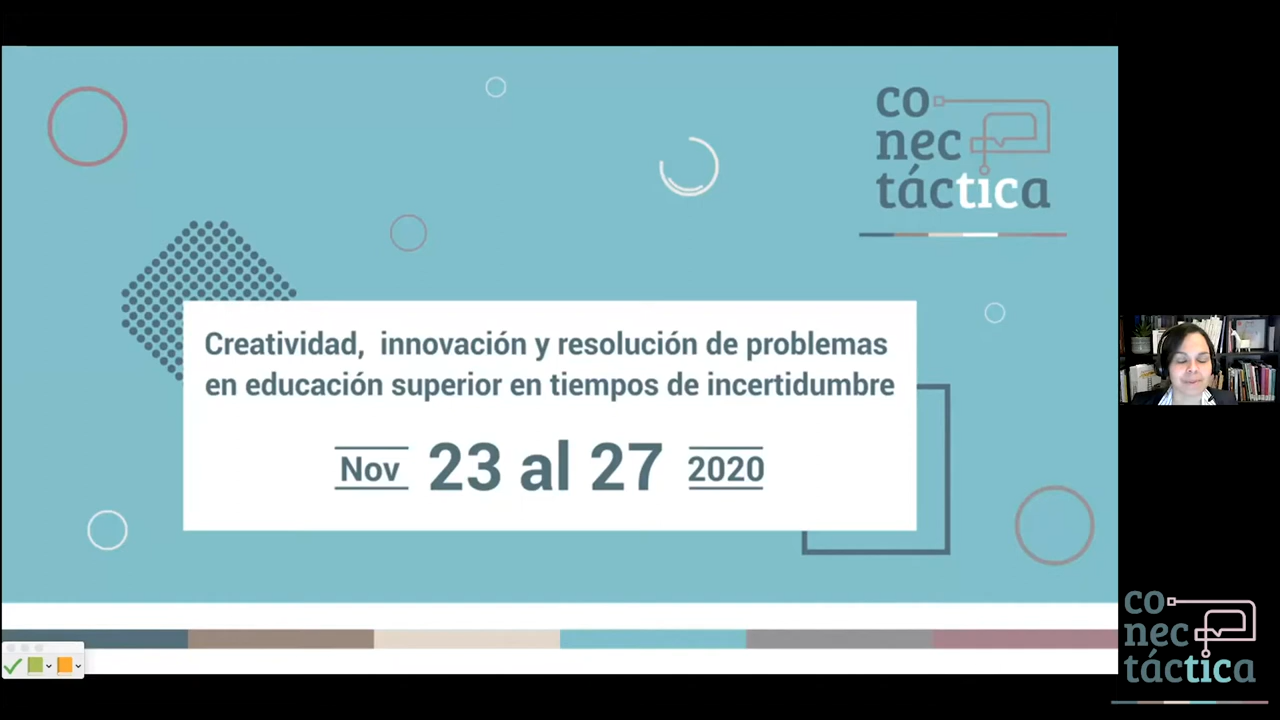 co
nec
táctica
Creatividad, innovación y resolución de problemas
en educación superior en tiempos de incertidumbre
Nov 23 al 27 2020
co
nec
táctica